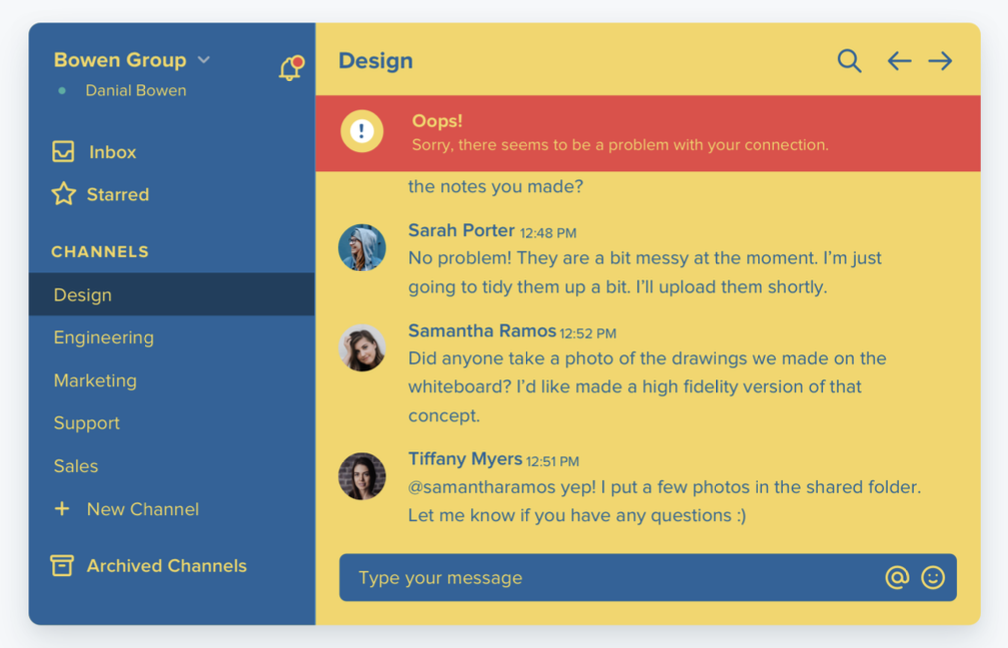 Bowen Group
Danial Bowen
Inbox
Starred
CHANNELS
Design
Engineering
Marketing
Support
Sales
+ New Channel
Archived Channels
Design
!
Oops!
Sorry, there seems to be a problem with your connection.
the notes you made?
Sarah Porter 12:48 PM
No problem! They are a bit messy at the moment. I’m just
going to tidy them up a bit. I’ll upload them shortly.
Samantha Ramos 12:52 PM
Did anyone take a photo of the drawings we made on the
whiteboard? I’d like made a high fidelity version of that
concept.
Tiffany Myers 12:51 PM
@samantharamos yep! I put a few photos in the shared folder.
Let me know if you have any questions :)
Type your message @